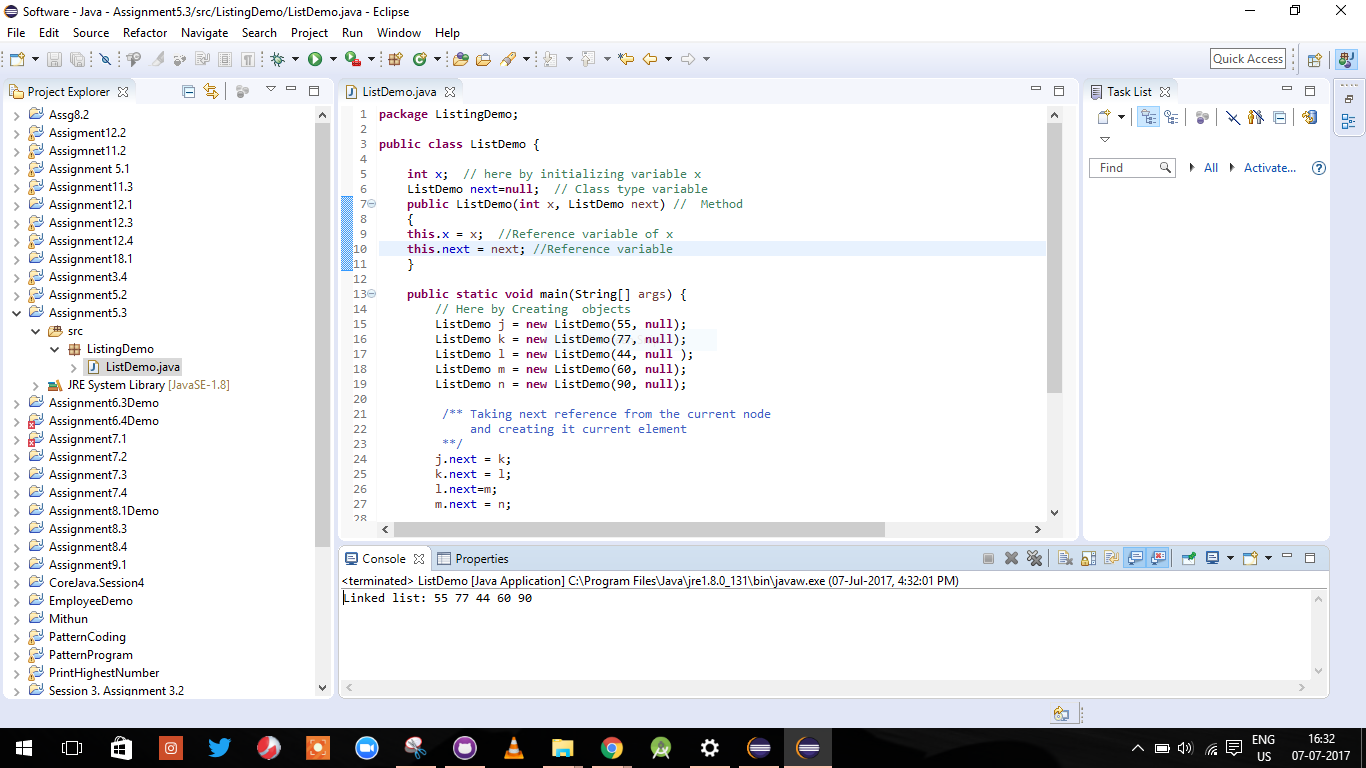 Software - Java - Assignment5.3/src/ListingDemo/ListDemo.java - Eclipse
File Edit Source Refactor Navigate Search Project Run Window Help
Quick Access
Project Explorer
Assg8.2
Assigment12.2
Assigmnet11.2
Assignment 5.1
Assignment11.3
Assignment12.1
Assignment12.3
Assignment12.4
Assignment18.1
Assignment3.4
Assignment5.2
Assignment5.3
src
ListingDemo
ListDemo.java
JRE System Library [JavaSE-1.8]
Assignment6.3Demo
Assignment6.4Demo
Assignment7.1
Assignment7.2
Assignment7.3
Assignment7.4
Assignment8.1Demo
Assignment8.3
Assignment8.4
Assignment9.1
CoreJava.Session4
EmployeeDemo
Mithun
PatternCoding
PatternProgram
PrintHighestNumber
Session 3. Assignment 3.2
ListDemo.java
1 package ListingDemo;
2
3 public class ListDemo {
4
5 int x; // here by initializing variable x
6 ListDemo next=null; // Class type variable
7 public ListDemo(int x, ListDemo next) // Method
8 {
9 this.x = x; //Reference variable of x
10 this.next = next; //Reference variable
11 }
12
13 public static void main(String[] args) {
14 // Here by Creating objects
15 ListDemo j = new ListDemo(55, null);
16 ListDemo k = new ListDemo(77, null);
17 ListDemo l = new ListDemo(44, null );
18 ListDemo m = new ListDemo(60, null);
19 ListDemo n = new ListDemo(90, null);
20
21 /** Taking next reference from the current node
22 and creating it current element
23 **/
24 j.next = k;
25 k.next = l;
26 l.next=m;
27 m.next = n;
28
Task List
Find All Activate...
Console Properties
<terminated> ListDemo [Java Application] C:\Program Files\Java\jre1.8.0_131\bin\javaw.exe (07-Jul-2017, 4:32:01 PM)
Linked list: 55 77 44 60 90
ENG
US
16:32
07-07-2017